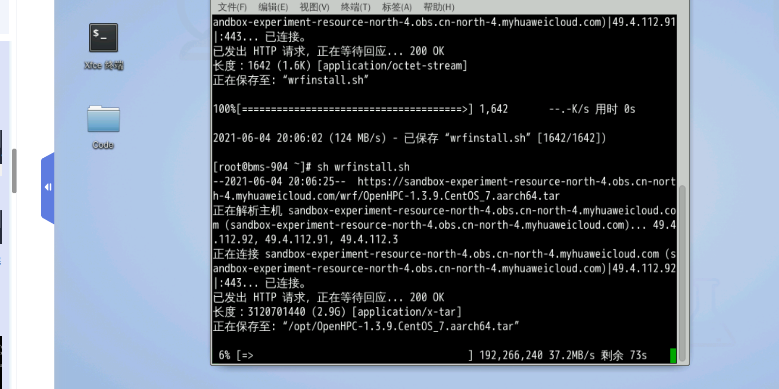 文件(F) 编辑(E) 视图(V) 终端(T) 标签(A) 帮助(H)
andbox-experiment-resource-north-4.obs.cn-north-4.myhuaweicloud.com)|49.4.112.91
|:443... 已连接。
已发出 HTTP 请求，正在等待回应... 200 OK
长度：1642 (1.6K) [application/octet-stream]
正在保存至: “wrfinstall.sh”
100%[======================================>] 1,642 --.-K/s 用时 0s
2021-06-04 20:06:02 (124 MB/s) - 已保存 “wrfinstall.sh” [1642/1642])
[root@bms-904 ~]# sh wrfinstall.sh
--2021-06-04 20:06:25-- https://sandbox-experiment-resource-north-4.obs.cn-nort
h-4.myhuaweicloud.com/wrf/OpenHPC-1.3.9.CentOS_7.aarch64.tar
正在解析主机 sandbox-experiment-resource-north-4.obs.cn-north-4.myhuaweicloud.co
m (sandbox-experiment-resource-north-4.obs.cn-north-4.myhuaweicloud.com)... 49.4
.112.92, 49.4.112.91, 49.4.112.3
正在连接 sandbox-experiment-resource-north-4.obs.cn-north-4.myhuaweicloud.com (s
andbox-experiment-resource-north-4.obs.cn-north-4.myhuaweicloud.com)|49.4.112.92
|:443... 已连接。
已发出 HTTP 请求，正在等待回应... 200 OK
长度：3120701440 (2.9G) [application/x-tar]
正在保存至: “/opt/OpenHPC-1.3.9.CentOS_7.aarch64.tar”
6% [=> ] 192,266,240 37.2MB/s 剩余 73s
$_
Xfce 终端
Code